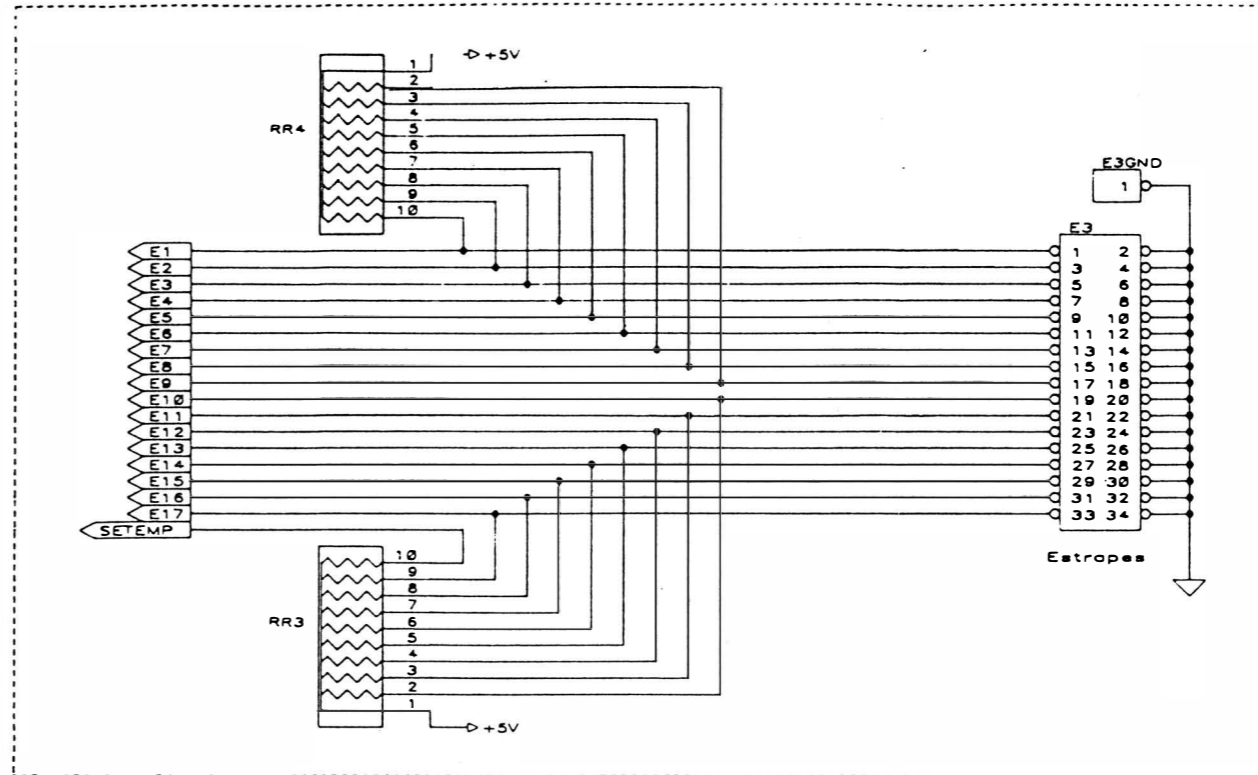 +5V
1
2
3
4
5
6
7
8
9
10
RR4
E3GND
1
E3
E1
E2
E3
E4
E5
E6
E7
E8
E9
E10
E11
E12
E13
E14
E15
E16
E17
SETEMP
1 2
3 4
5 6
7 8
9 10
11 12
13 14
15 16
17 18
19 20
21 22
23 24
25 26
27 28
29 30
31 32
33 34
Estrapes
10
9
8
7
6
5
4
3
2
1
RR3
+5V